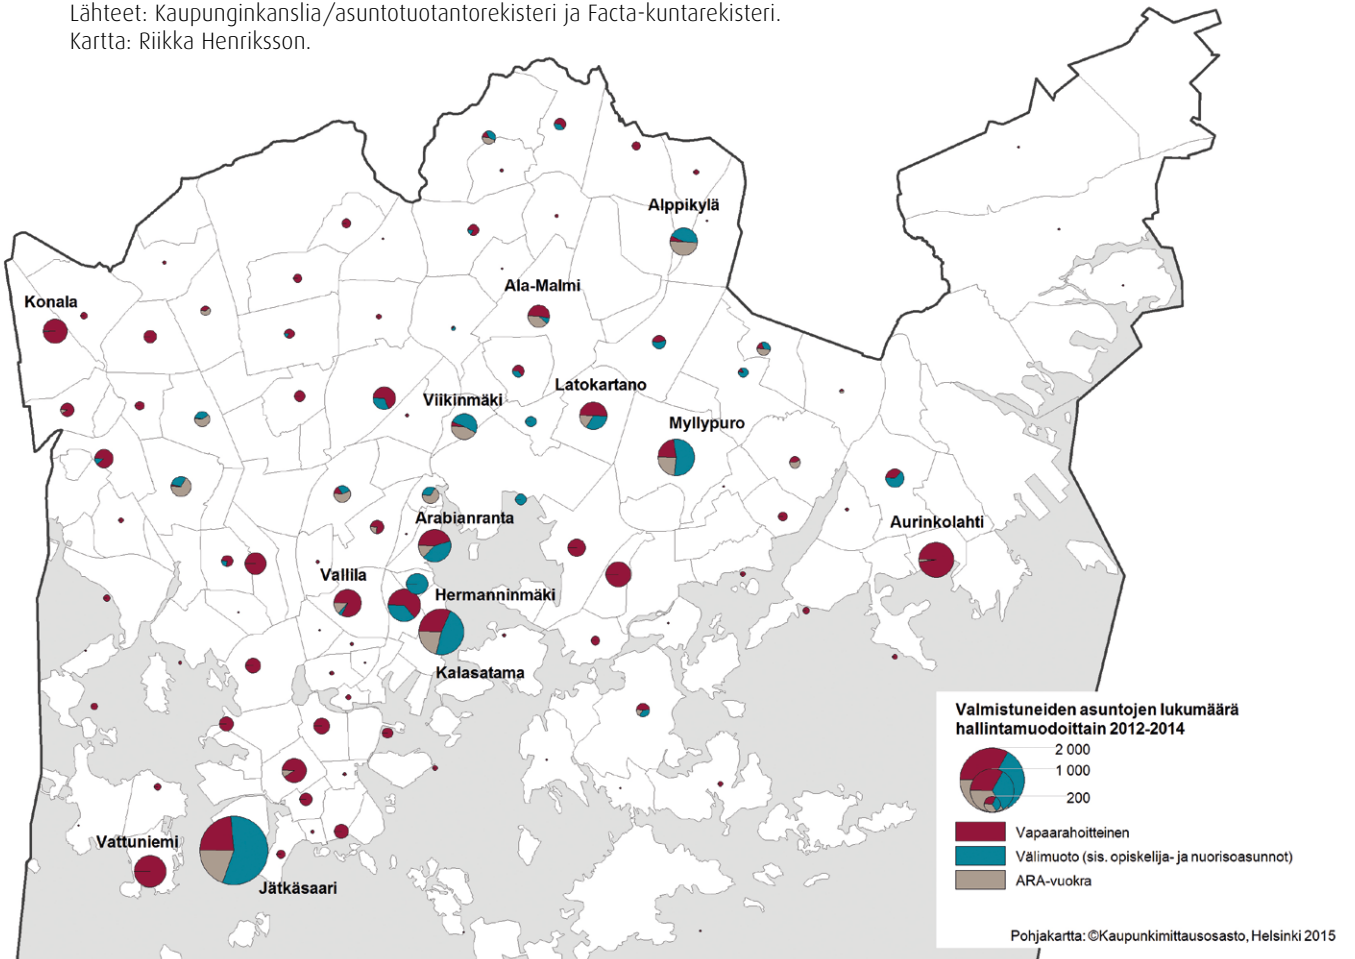 Lähteet: Kaupunginkanslia/asuntotuotantorekisteri ja Facta-kuntarekisteri.
Kartta: Riikka Henriksson.
Alppikylä
Ala-Malmi
Konala
Latokartano
Viikinmäki
Myllypuro
Arabianranta
Aurinkolahti
Vallila
Hermanninmäki
Kalasatama
Vattuniemi
Jätkäsaari
Valmistuneiden asuntojen lukumäärä
hallintamuodoittain 2012-2014
2 000
1 000
200
Vapaarahoitteinen
Välimuoto (sis. opiskelija- ja nuorisoasunnot)
ARA-vuokra
Pohjakartta: ©Kaupunkimittausosasto, Helsinki 2015